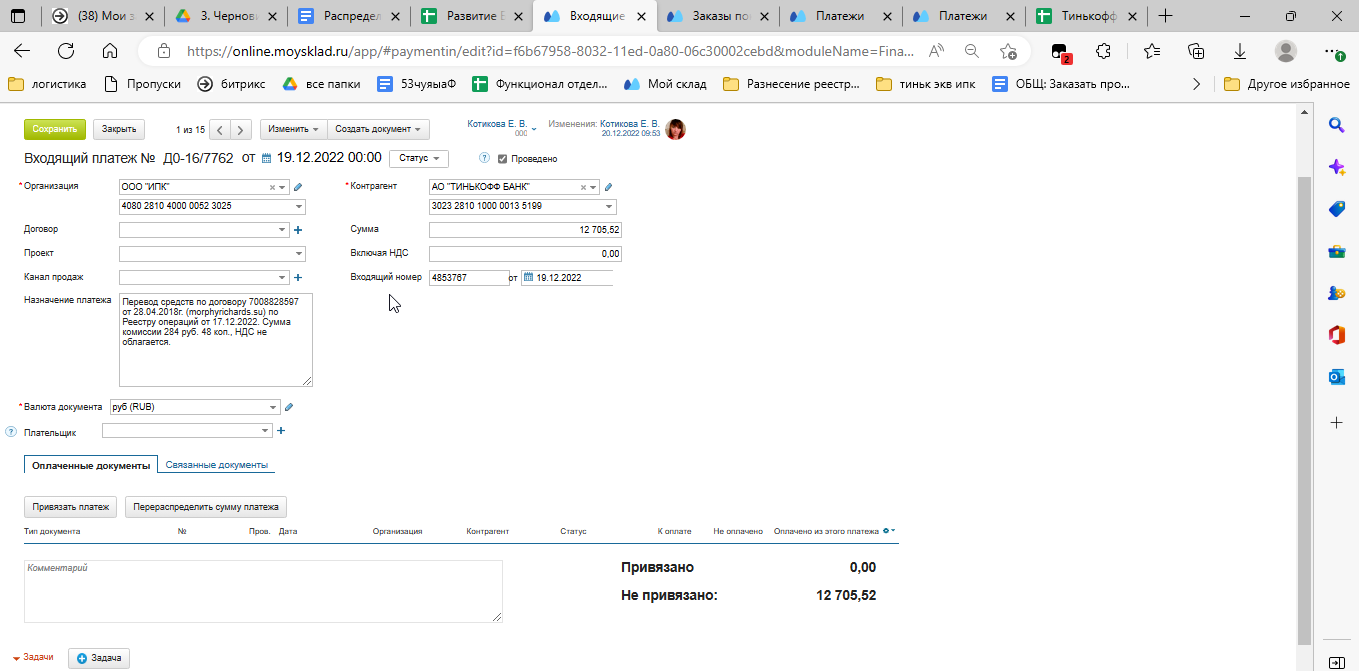 (38) Мои з
3. Чернов
Распредел
Развитие Б
Входящие
Заказы по
Платежи
Платежи
Тинькофф
https://online.moysklad.ru/app/#paymentin/edit?id=f6b67958-8032-11ed-0a80-06c30002cebd&moduleName=Fina...
2
логистика
Пропуски
битрикс
все папки
53чуяыаФ
Функционал отдел...
Мой склад
Разнесение реестр...
тиньк экв ипк
ОБЩ: Заказать про...
Другое избранное
Сохранить
Закрыть
1 из 15
Изменить
Создать документ
Котикова Е. В.
000
Изменения: Котикова Е. В.
20.12.2022 09:53
Входящий платеж № Д0-16/7762 от 19.12.2022 00:00
Статус
Проведено
*Организация
ООО "ИПК"
*Контрагент
АО "ТИНЬКОФФ БАНК"
4080 2810 4000 0052 3025
3023 2810 1000 0013 5199
Договор
Сумма
12 705,52
Проект
Включая НДС
0,00
Канал продаж
Входящий номер
4853767
от
19.12.2022
Назначение платежа
Перевод средств по договору 7008828597
от 28.04.2018г. (morphyrichards.su) по
Реестру операций от 17.12.2022. Сумма
комиссии 284 руб. 48 коп., НДС не
облагается.
*Валюта документа
руб (RUB)
? Плательщик
Оплаченные документы
Связанные документы
Привязать платеж
Перераспределить сумму платежа
Тип документа
№
Пров.
Дата
Организация
Контрагент
Статус
К оплате
Не оплачено
Оплачено из этого платежа
Комментарий
Привязано
0,00
Не привязано:
12 705,52
Задачи
Задача